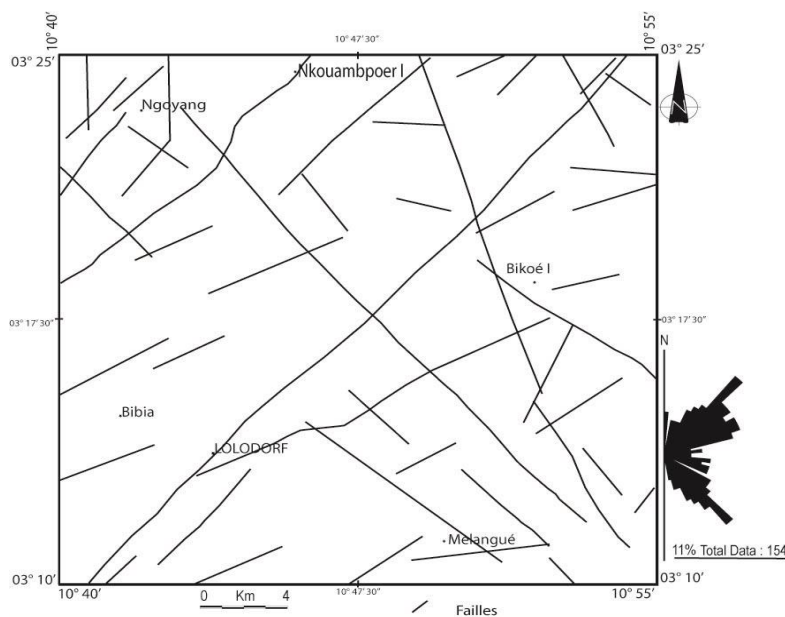 10° 40'
10° 47' 30"
10° 55'
03° 25'
03° 25'
Nkouambpoer I
Ngoyang
N
Bikoé I
03° 17' 30"
03° 17' 30"
N
Bibia
LOLODORF
Mélangué
11% Total Data : 154
03° 10'
03° 10'
10° 40'
0 Km 4
10° 47' 30"
10° 55'
Failles